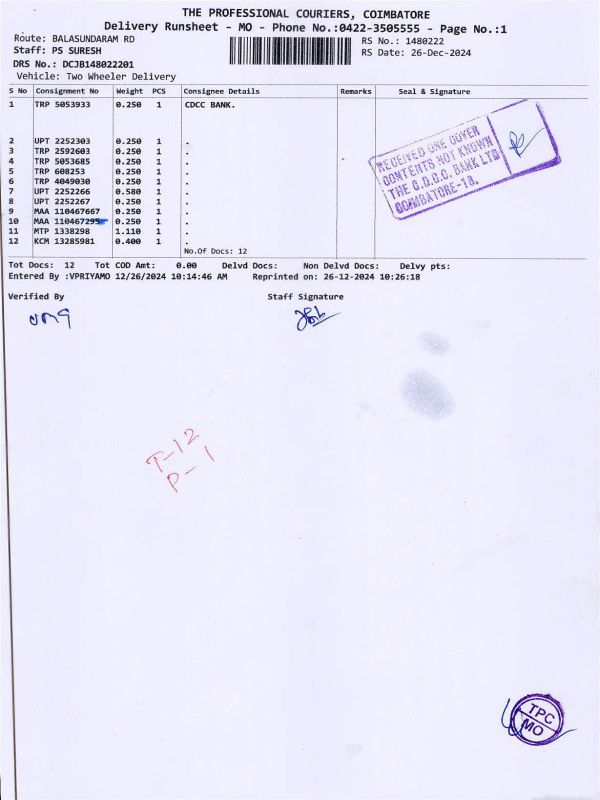 THE PROFESSIONAL COURIERS, COIMBATORE
Delivery Runsheet - MO - Phone No.:0422-3505555 - Page No.:1
Route: BALASUNDARAM RD RS No.: 1480222
Staff: PS SURESH RS Date: 26-Dec-2024
DRS No.: DCJB148022201
Vehicle: Two Wheeler Delivery
S No Consignment No Weight PCS Consignee Details Remarks Seal & Signature
1 TRP 5053933 0.250 1 CDCC BANK.
2 UPT 2252303 0.250 1 .
3 TRP 2592603 0.250 1 .
4 TRP 5053685 0.250 1 .
5 TRP 608253 0.250 1 .
6 TRP 4049030 0.250 1 .
7 UPT 2252266 0.580 1 .
8 UPT 2252267 0.250 1 .
9 MAA 110467667 0.250 1 .
10 MAA 110467295 0.250 1 .
11 MTP 1338298 1.110 1 .
12 KCM 13285981 0.400 1 .
No.Of Docs: 12
RECEIVED ONE COVER
CONTENTS NOT KNOWN
THE C.D.C.C. BANK LTD
COIMBATORE-18.
Tot Docs: 12 Tot COD Amt: 0.00 Delvd Docs: Non Delvd Docs: Delvy pts:
Entered By :VPRIYAMO 12/26/2024 10:14:46 AM Reprinted on: 26-12-2024 10:26:18
Verified By Staff Signature
T-12
P-1
TPC
MO